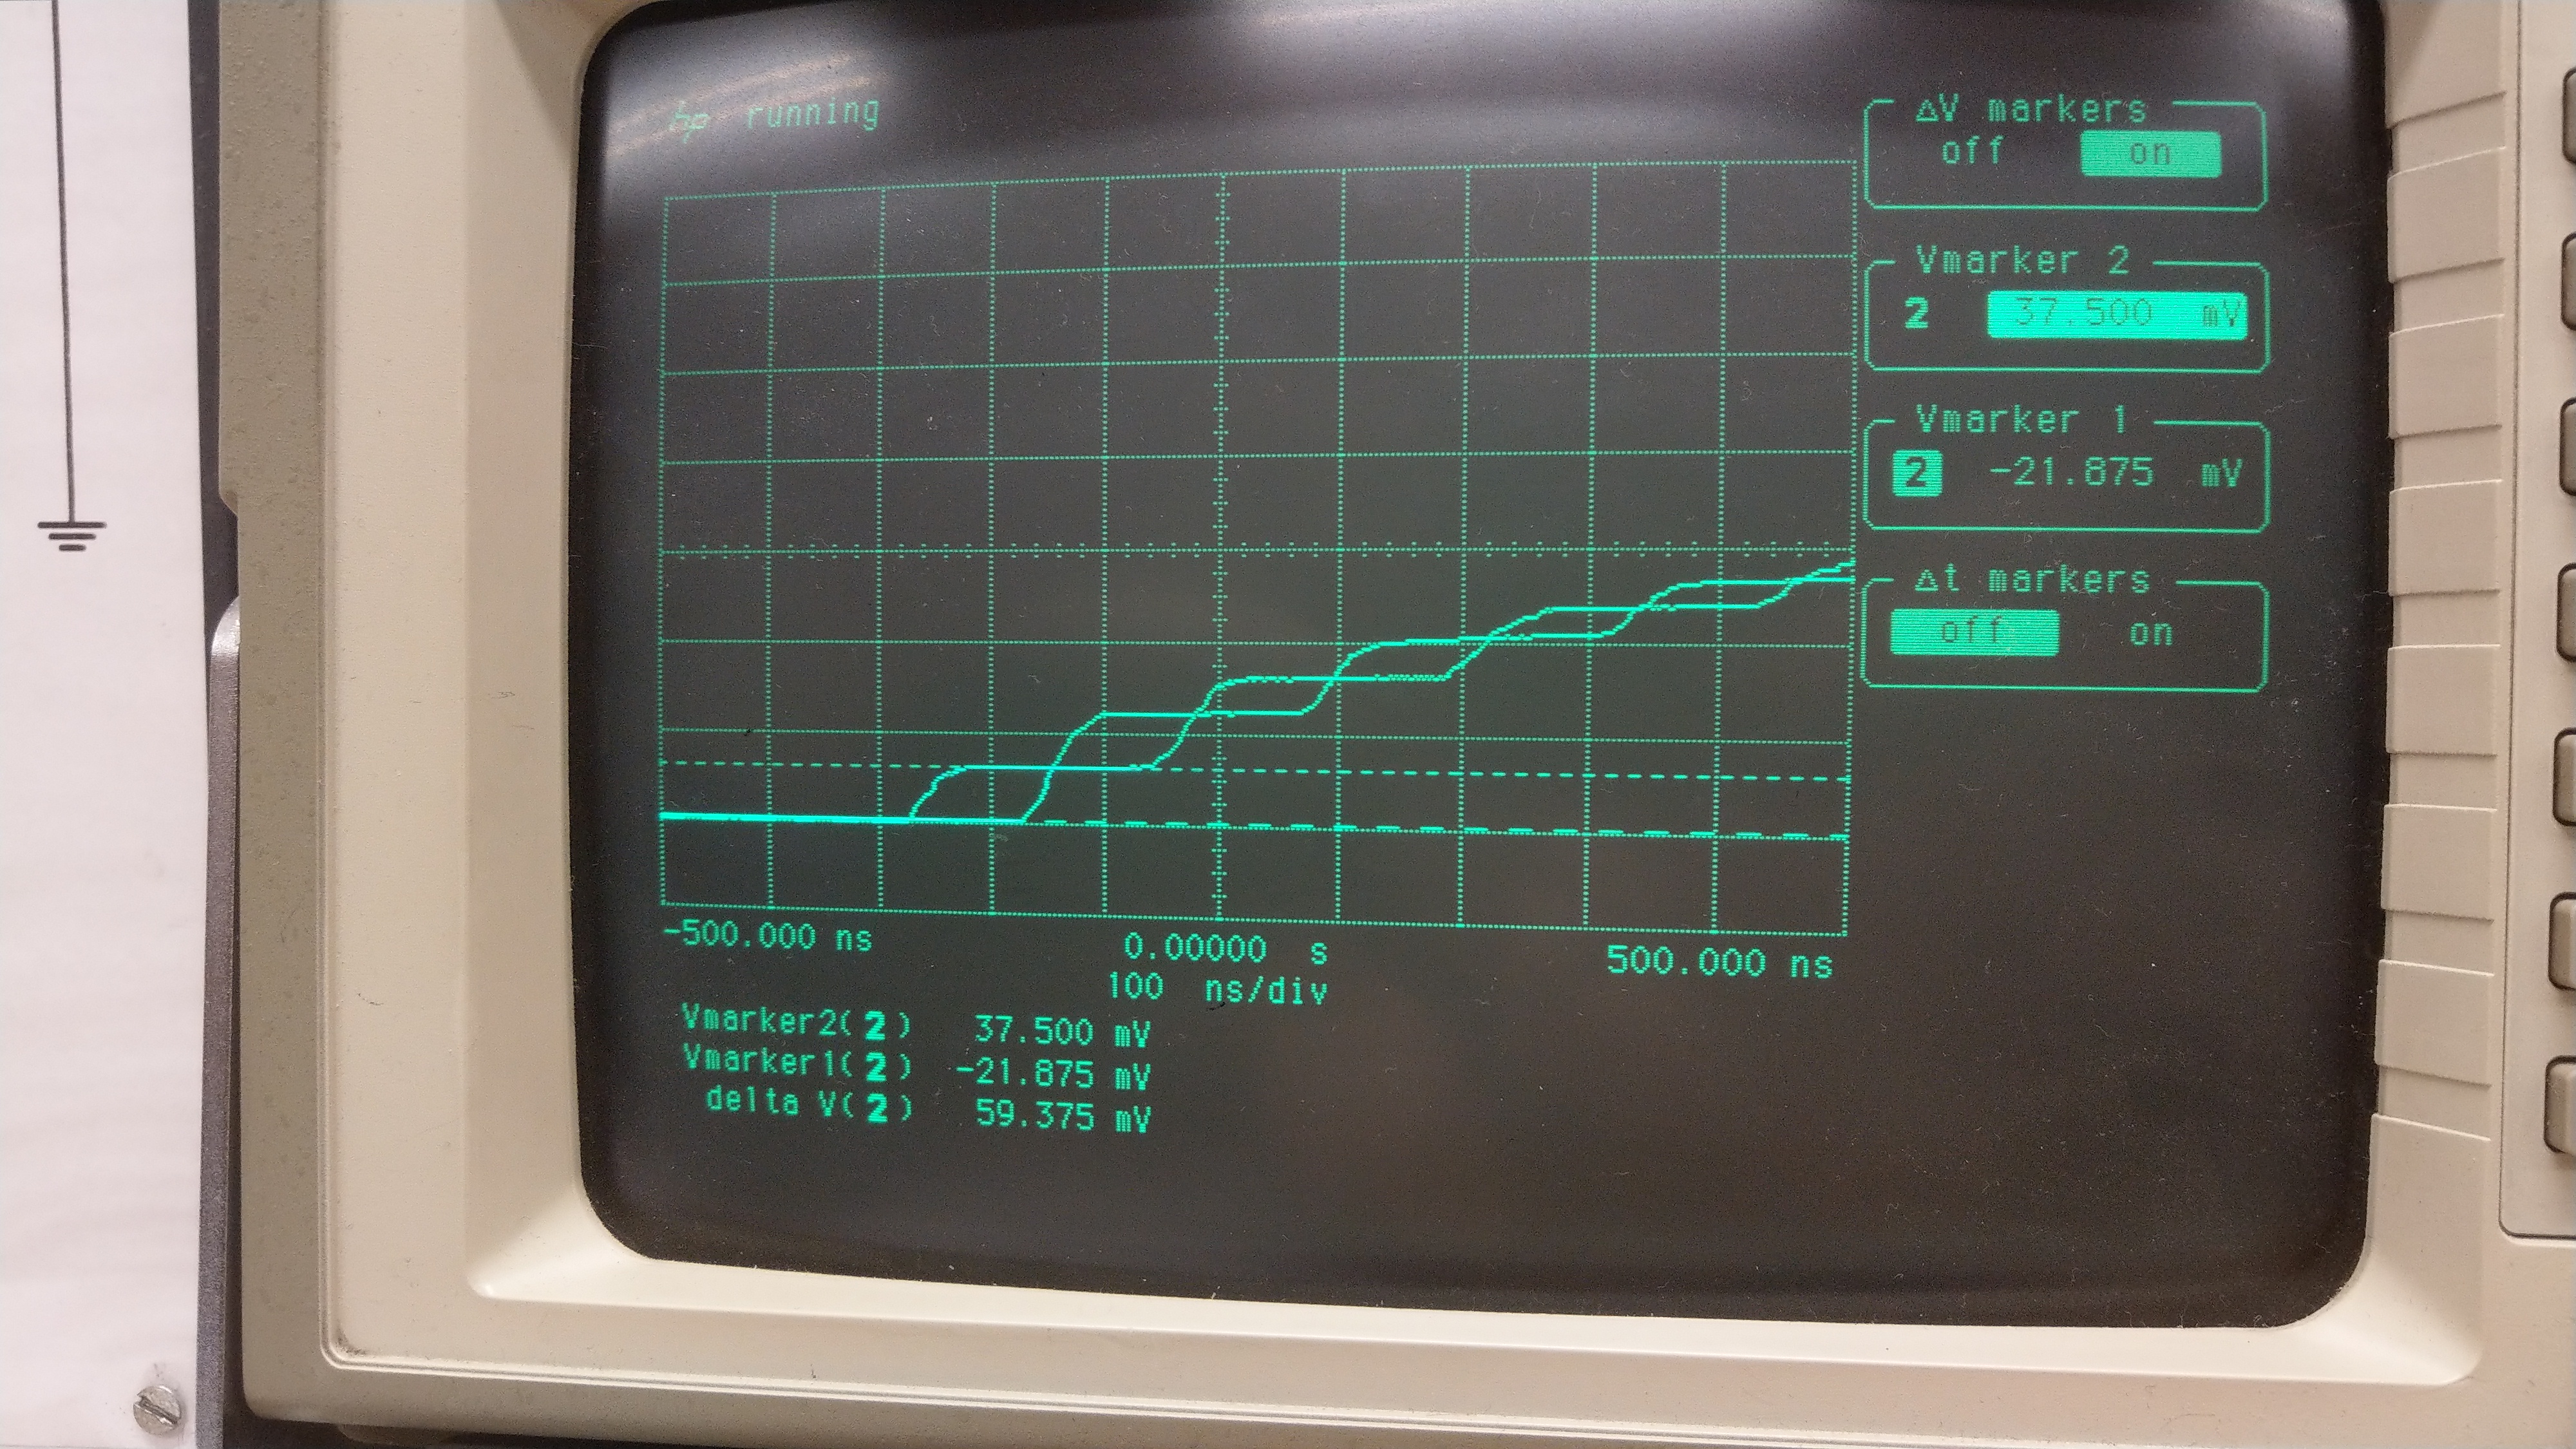 hp running
ΔV markers
off on
Vmarker 2
2 37.500 mV
Vmarker 1
2 -21.875 mV
Δt markers
off on
-500.000 ns 0.00000 s 500.000 ns
100 ns/div
Vmarker2(2) 37.500 mV
Vmarker1(2) -21.875 mV
delta V(2) 59.375 mV